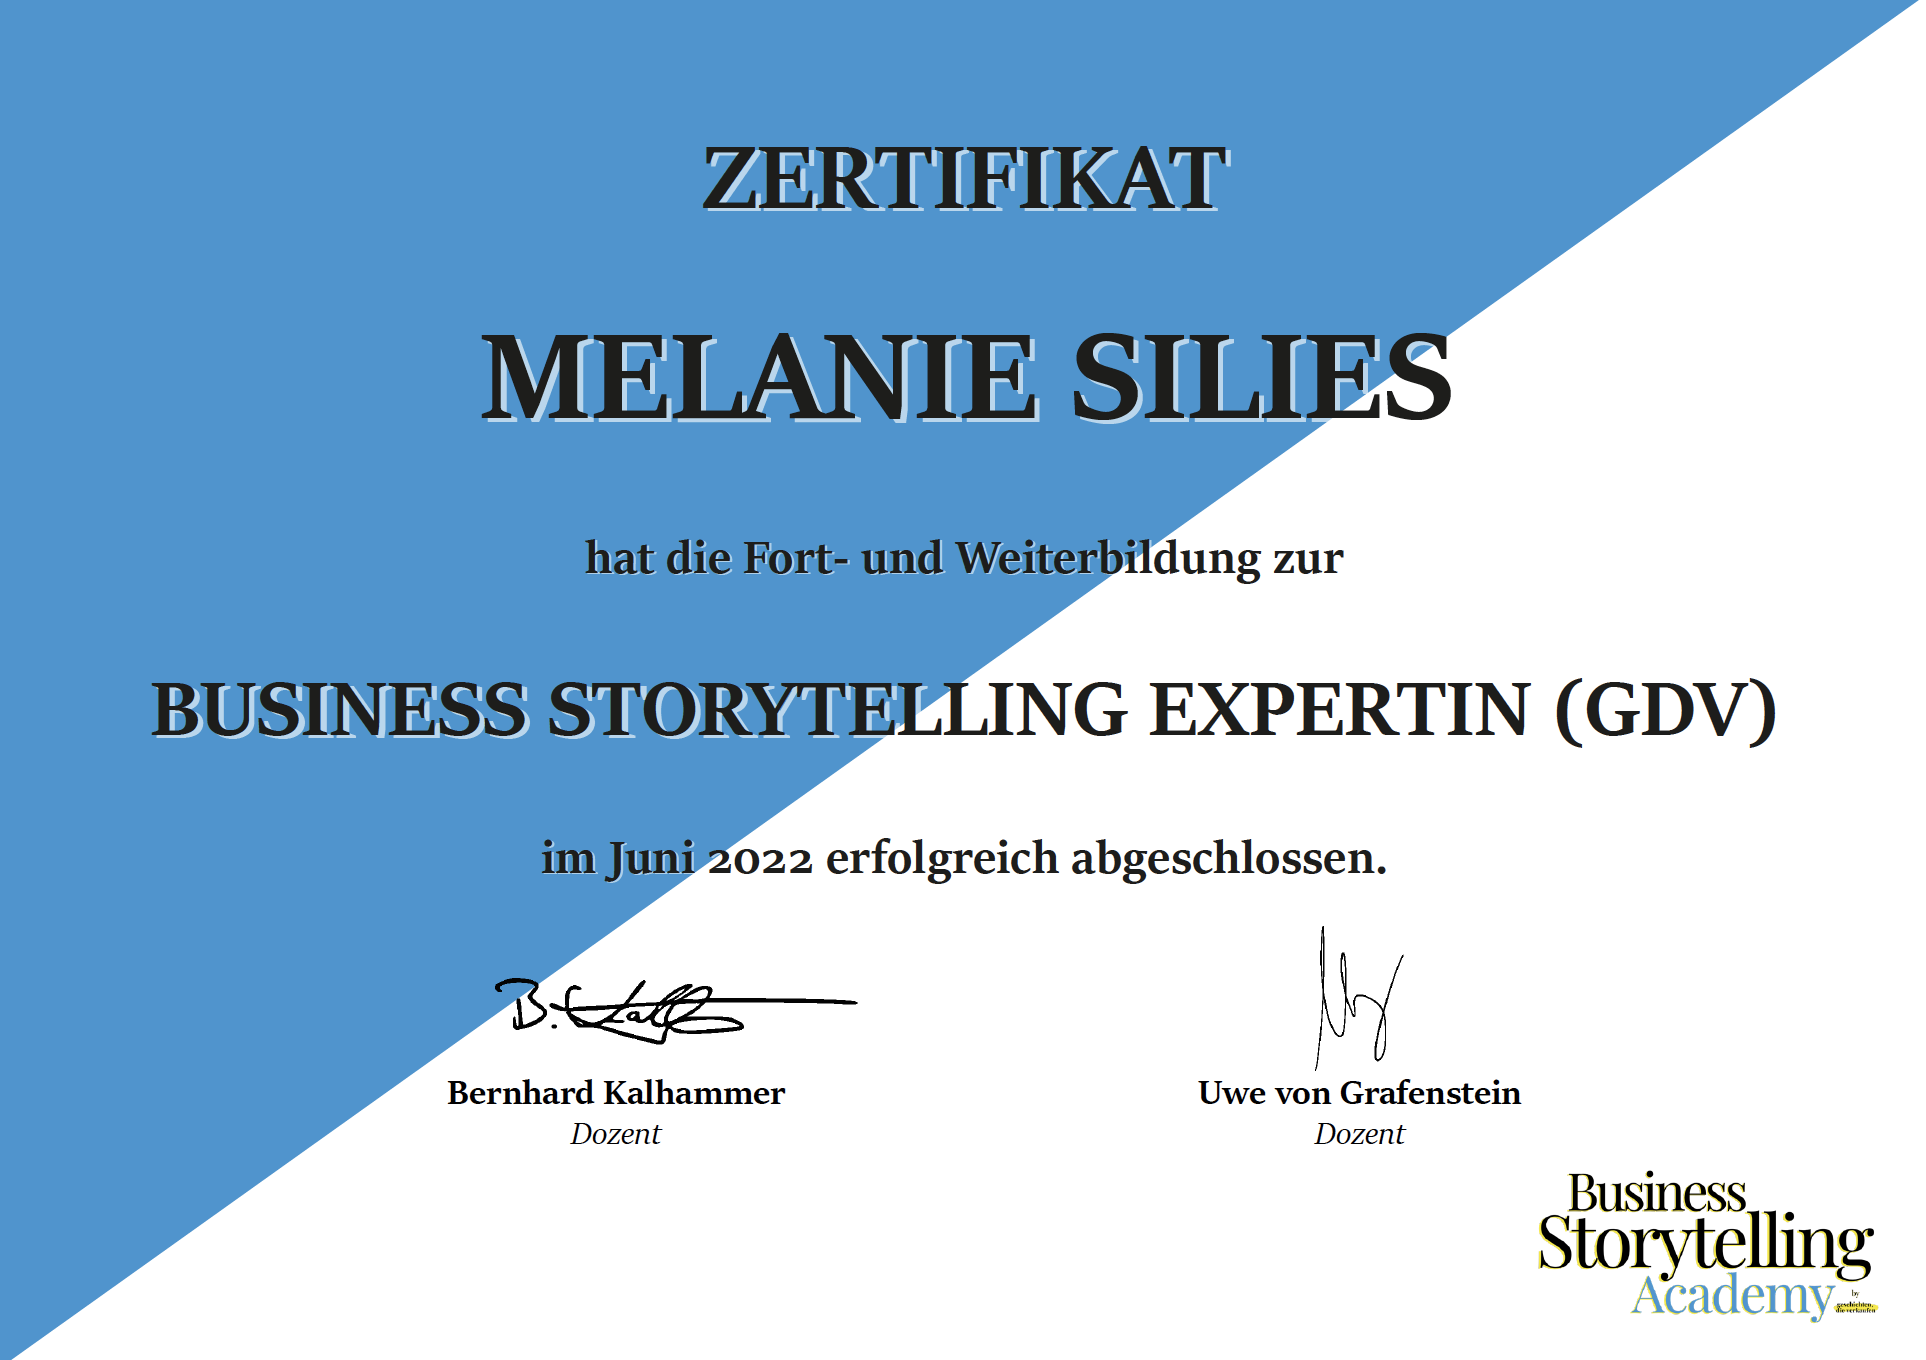 ZERTIFIKAT
MELANIE SILIES
hat die Fort- und Weiterbildung zur
BUSINESS STORYTELLING EXPERTIN (GDV)
im Juni 2022 erfolgreich abgeschlossen.
B. Kalh
Bernhard Kalhammer
Dozent
Uwe von Grafenstein
Dozent
Business
Storytelling
Academy
by
geschichten,
die verkaufen